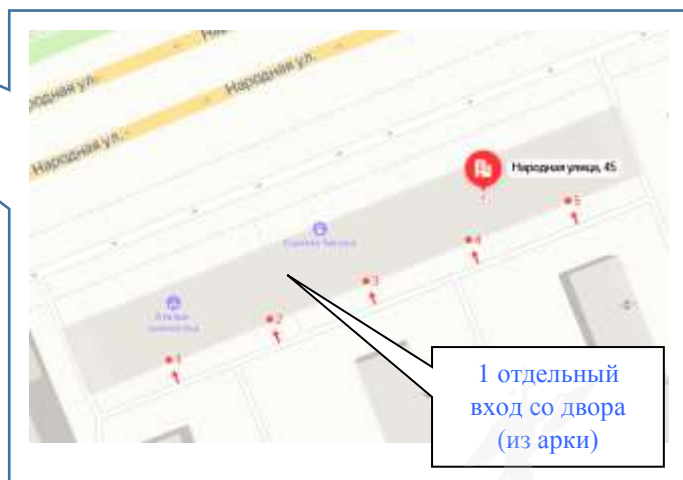 Народная ул.
Народная ул.
Народная ул.
Народная улица, 45
5
4
3
2
1
1 отдельный
вход со двора
(из арки)